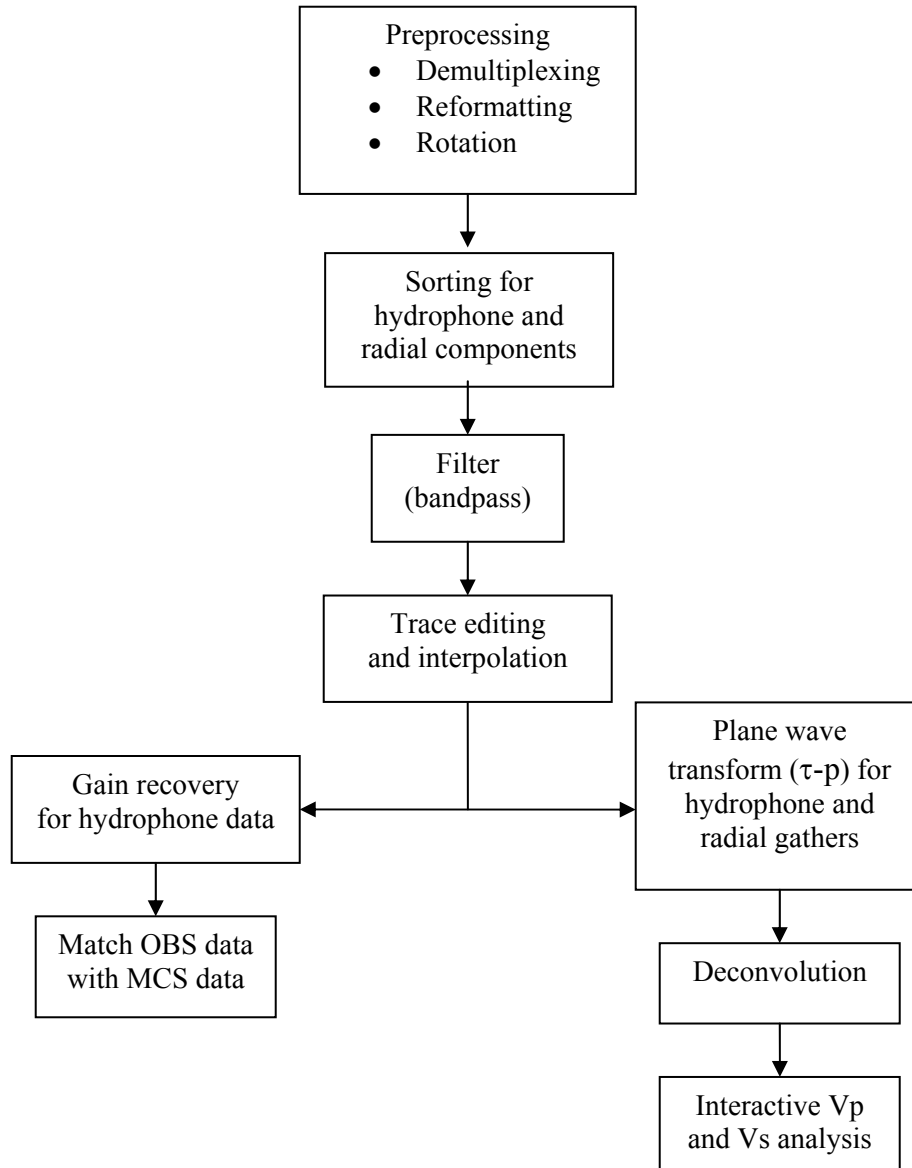 Preprocessing
• Demultiplexing
• Reformatting
• Rotation
Sorting for
hydrophone and
radial components
Filter
(bandpass)
Trace editing
and interpolation
Gain recovery
for hydrophone data
Match OBS data
with MCS data
Plane wave
transform (τ-p) for
hydrophone and
radial gathers
Deconvolution
Interactive Vp
and Vs analysis